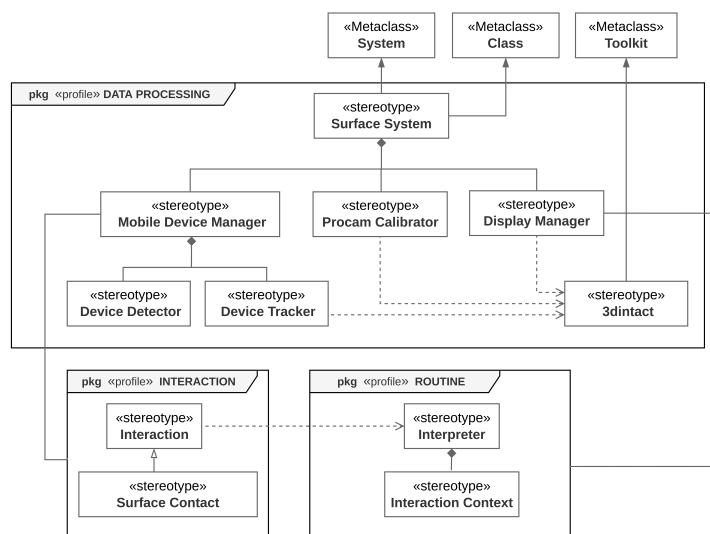 «Metaclass»
System
«Metaclass»
Class
«Metaclass»
Toolkit
pkg «profile» DATA PROCESSING
«stereotype»
Surface System
«stereotype»
Mobile Device Manager
«stereotype»
Procam Calibrator
«stereotype»
Display Manager
«stereotype»
Device Detector
«stereotype»
Device Tracker
«stereotype»
3dintact
pkg «profile» INTERACTION
pkg «profile» ROUTINE
«stereotype»
Interaction
«stereotype»
Interpreter
«stereotype»
Surface Contact
«stereotype»
Interaction Context